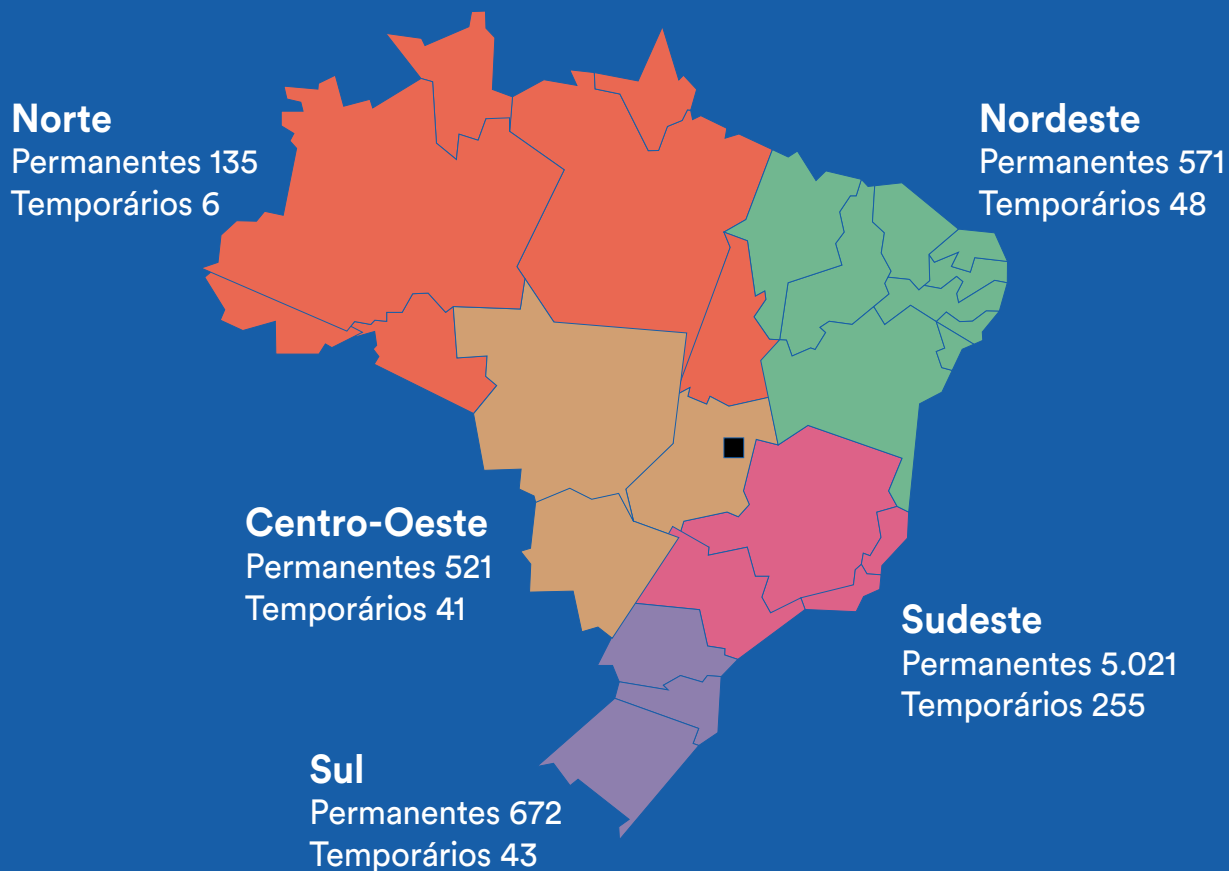 Norte
Permanentes 135
Temporários 6
Nordeste
Permanentes 571
Temporários 48
Centro-Oeste
Permanentes 521
Temporários 41
Sudeste
Permanentes 5.021
Temporários 255
Sul
Permanentes 672
Temporários 43